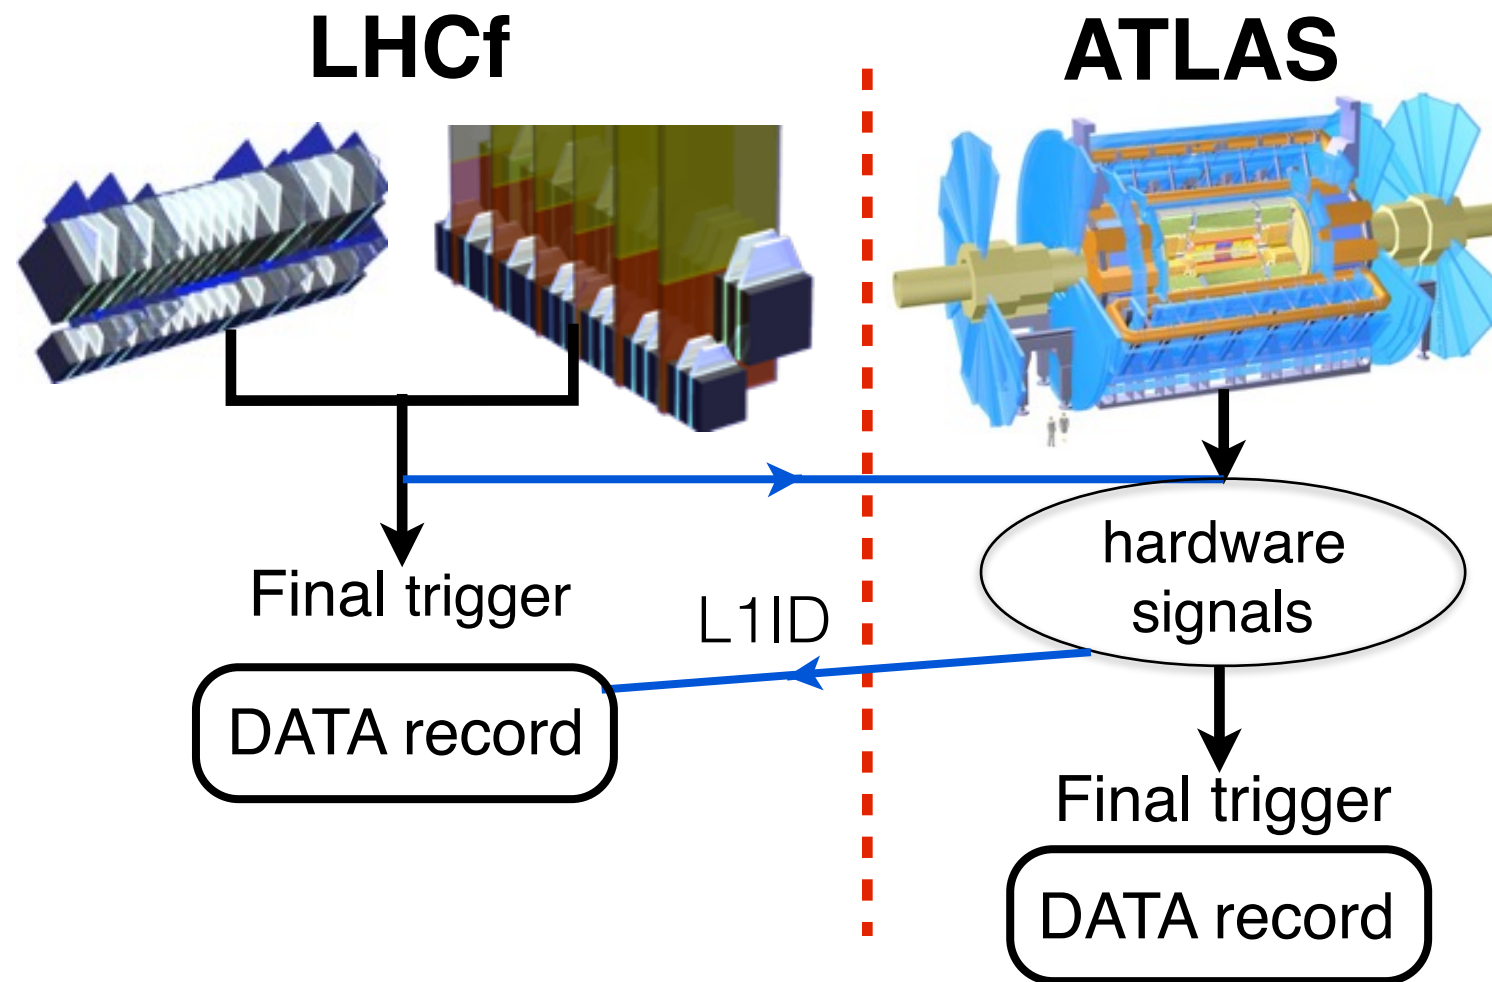 LHCf
ATLAS
hardware
signals
Final trigger
L1ID
DATA record
Final trigger
DATA record